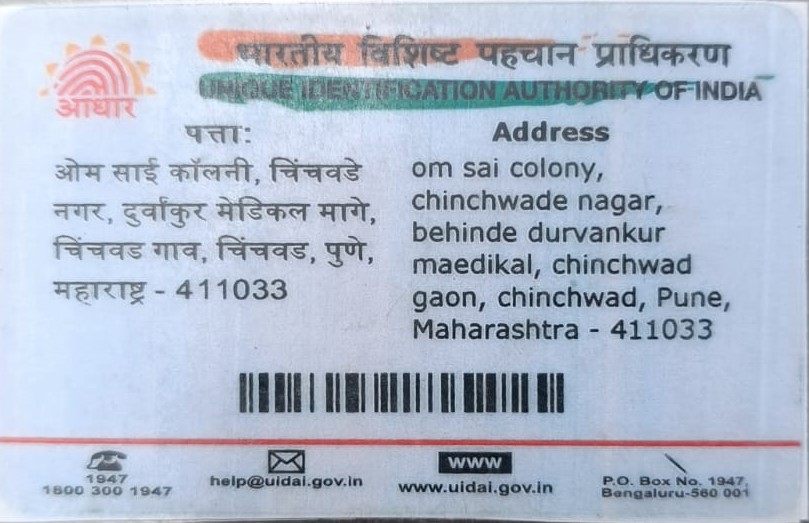 भारतीय विशिष्ट पहचान प्राधिकरण
UNIQUE IDENTIFICATION AUTHORITY OF INDIA
आधार
पत्ता:
ओम साई कॉलनी, चिंचवडे
नगर, दुर्वांकुर मेडिकल मागे,
चिंचवड गाव, चिंचवड, पुणे,
महाराष्ट्र - 411033
Address
om sai colony,
chinchwade nagar,
behinde durvankur
maedikal, chinchwad
gaon, chinchwad, Pune,
Maharashtra - 411033
1947
1800 300 1947
help@uidai.gov.in
www
www.uidai.gov.in
P.O. Box No. 1947,
Bengaluru-560 001